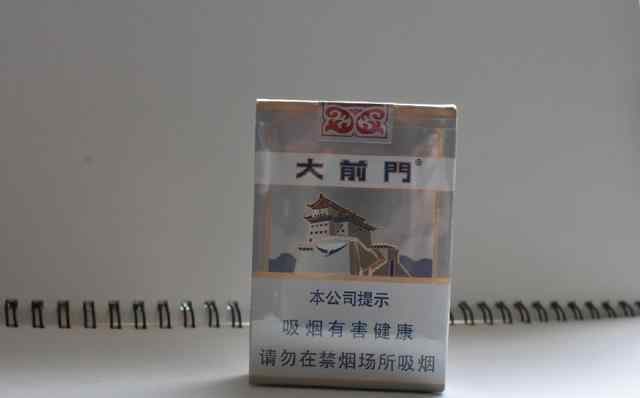 大前門®
本公司提示
吸烟有害健康
请勿在禁烟场所吸烟